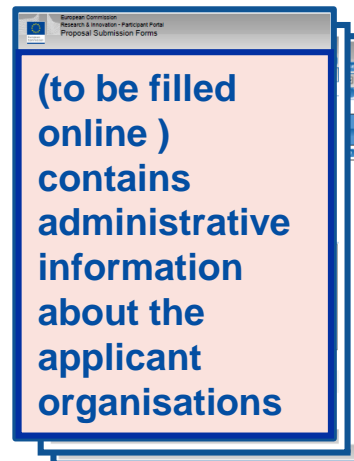 European Commission
Research & Innovation - Participant Portal
Proposal Submission Forms
(to be filled
online )
contains
administrative
information
about the
applicant
organisations